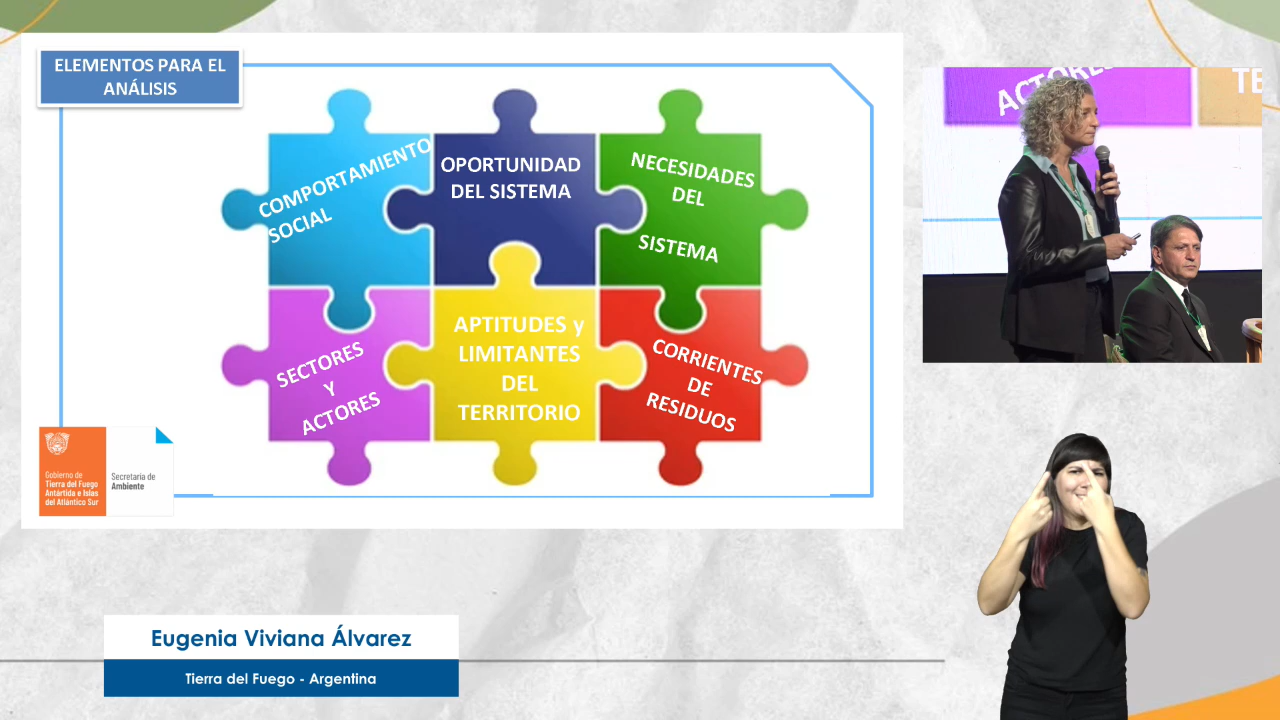 ELEMENTOS PARA EL
ANÁLISIS
COMPORTAMIENTO
SOCIAL
OPORTUNIDAD
DEL SISTEMA
NECESIDADES
DEL
SISTEMA
SECTORES
Y
ACTORES
APTITUDES y
LIMITANTES
DEL
TERRITORIO
CORRIENTES
DE
RESIDUOS
Gobierno de
Tierra del Fuego
Antártida e Islas
del Atlántico Sur
Secretaría de
Ambiente
Eugenia Viviana Álvarez
Tierra del Fuego - Argentina